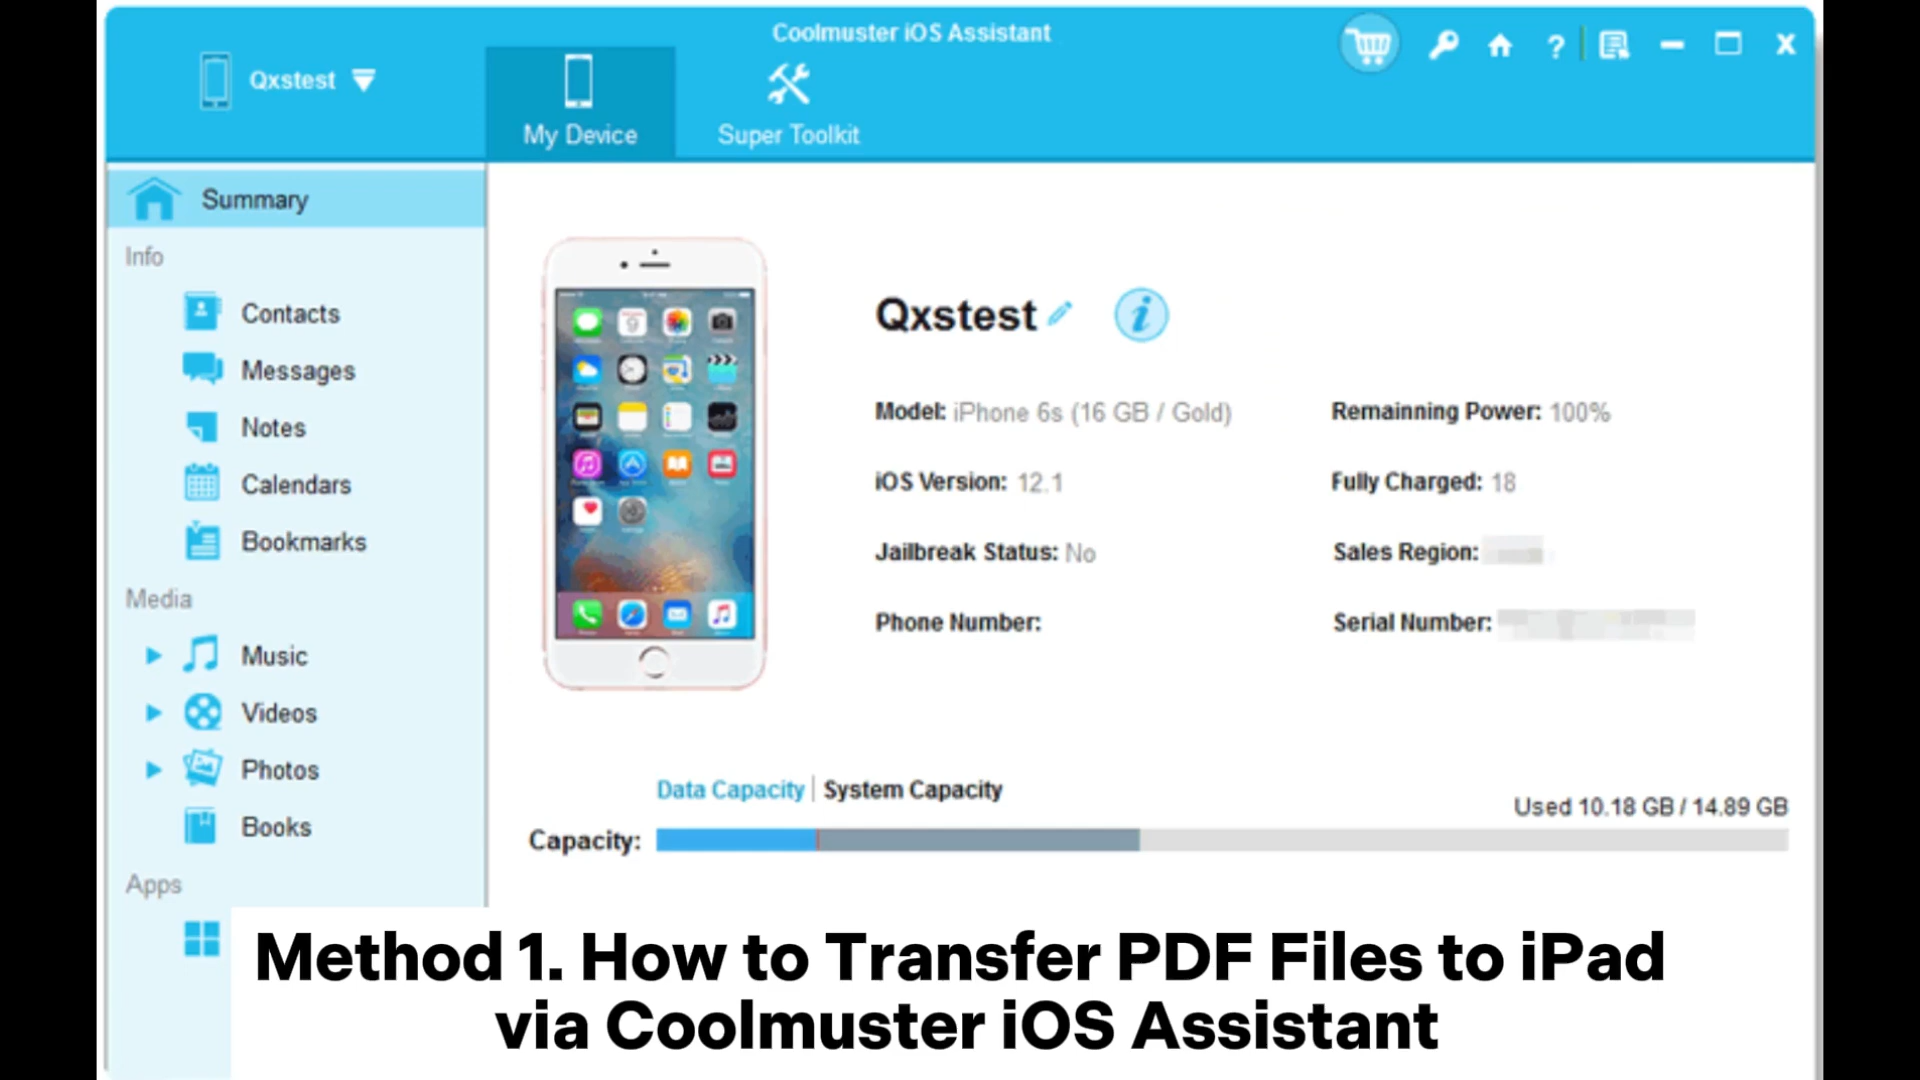 Coolmuster iOS Assistant
Qxstest
My Device
Super Toolkit
?
X
Summary
Info
Contacts
Messages
Notes
Calendars
Bookmarks
Media
Music
Videos
Photos
Books
Apps
Qxstest
i
Model: iPhone 6s (16 GB / Gold)
Remainning Power: 100%
iOS Version: 12.1
Fully Charged: 18
Jailbreak Status: No
Sales Region:
Phone Number:
Serial Number:
Data Capacity | System Capacity
Used 10.18 GB / 14.89 GB
Capacity:
Method 1. How to Transfer PDF Files to iPad
via Coolmuster iOS Assistant